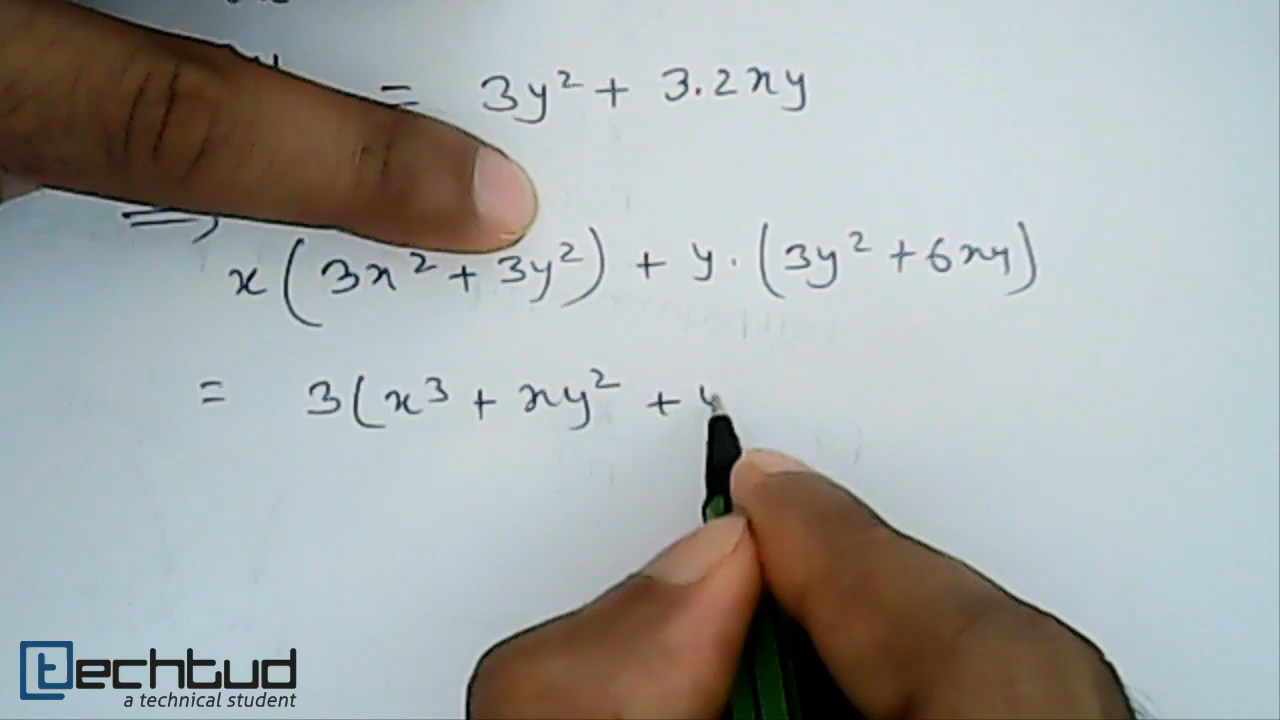 = 3y² + 3.2xy
⇒ x(3x² + 3y²) + y.(3y² + 6xy)
= 3(x³ + xy² + y
techtud
a technical student